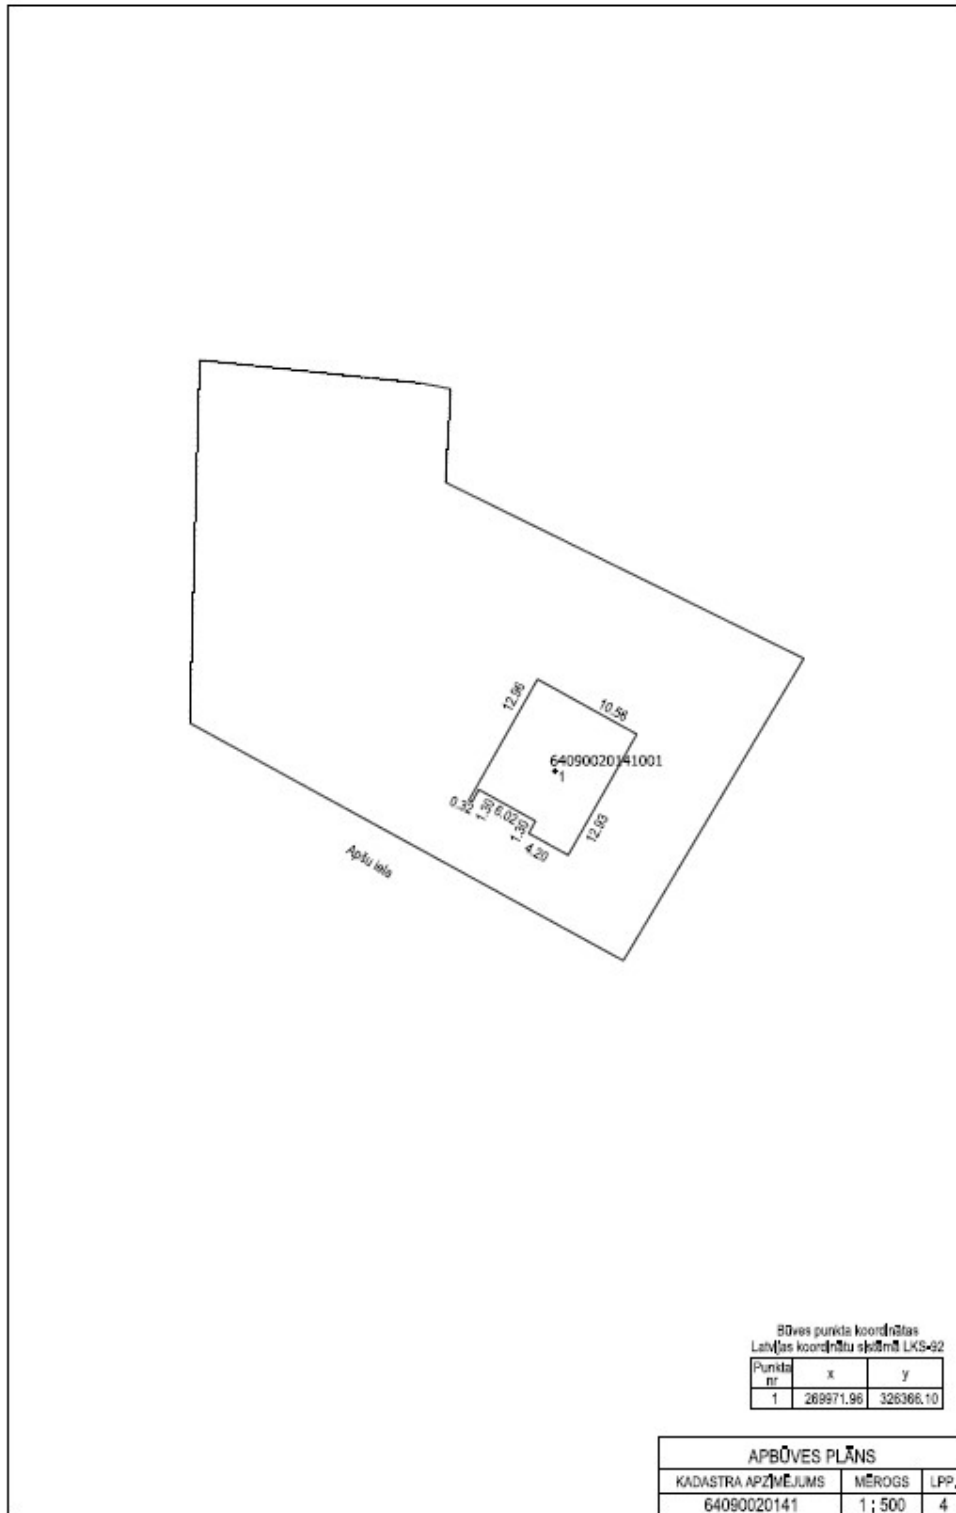 12.96
10.56
64090020141001
1
0.32
1.30
6.02
1.30
4.20
12.93
Apšu iela
Būves punkta koordinātas
Latvijas koordinātu sistēmā LKS-92
Punkta nr x y
1 269971.96 326366.10
APBŪVES PLĀNS
KADASTRA APZĪMĒJUMS MĒROGS LPP.
64090020141 1 : 500 4